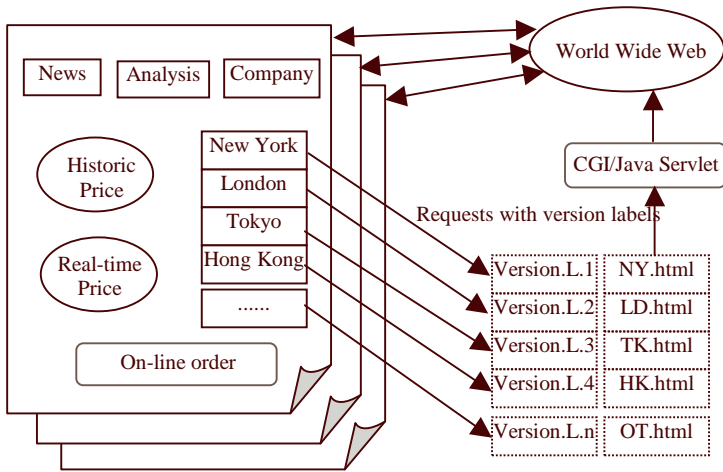 World Wide Web
News
Analysis
Company
New York
London
Tokyo
Hong Kong
......
Historic
Price
Real-time
Price
On-line order
CGI/Java Servlet
Requests with version labels
Version.L.1
NY.html
Version.L.2
LD.html
Version.L.3
TK.html
Version.L.4
HK.html
Version.L.n
OT.html